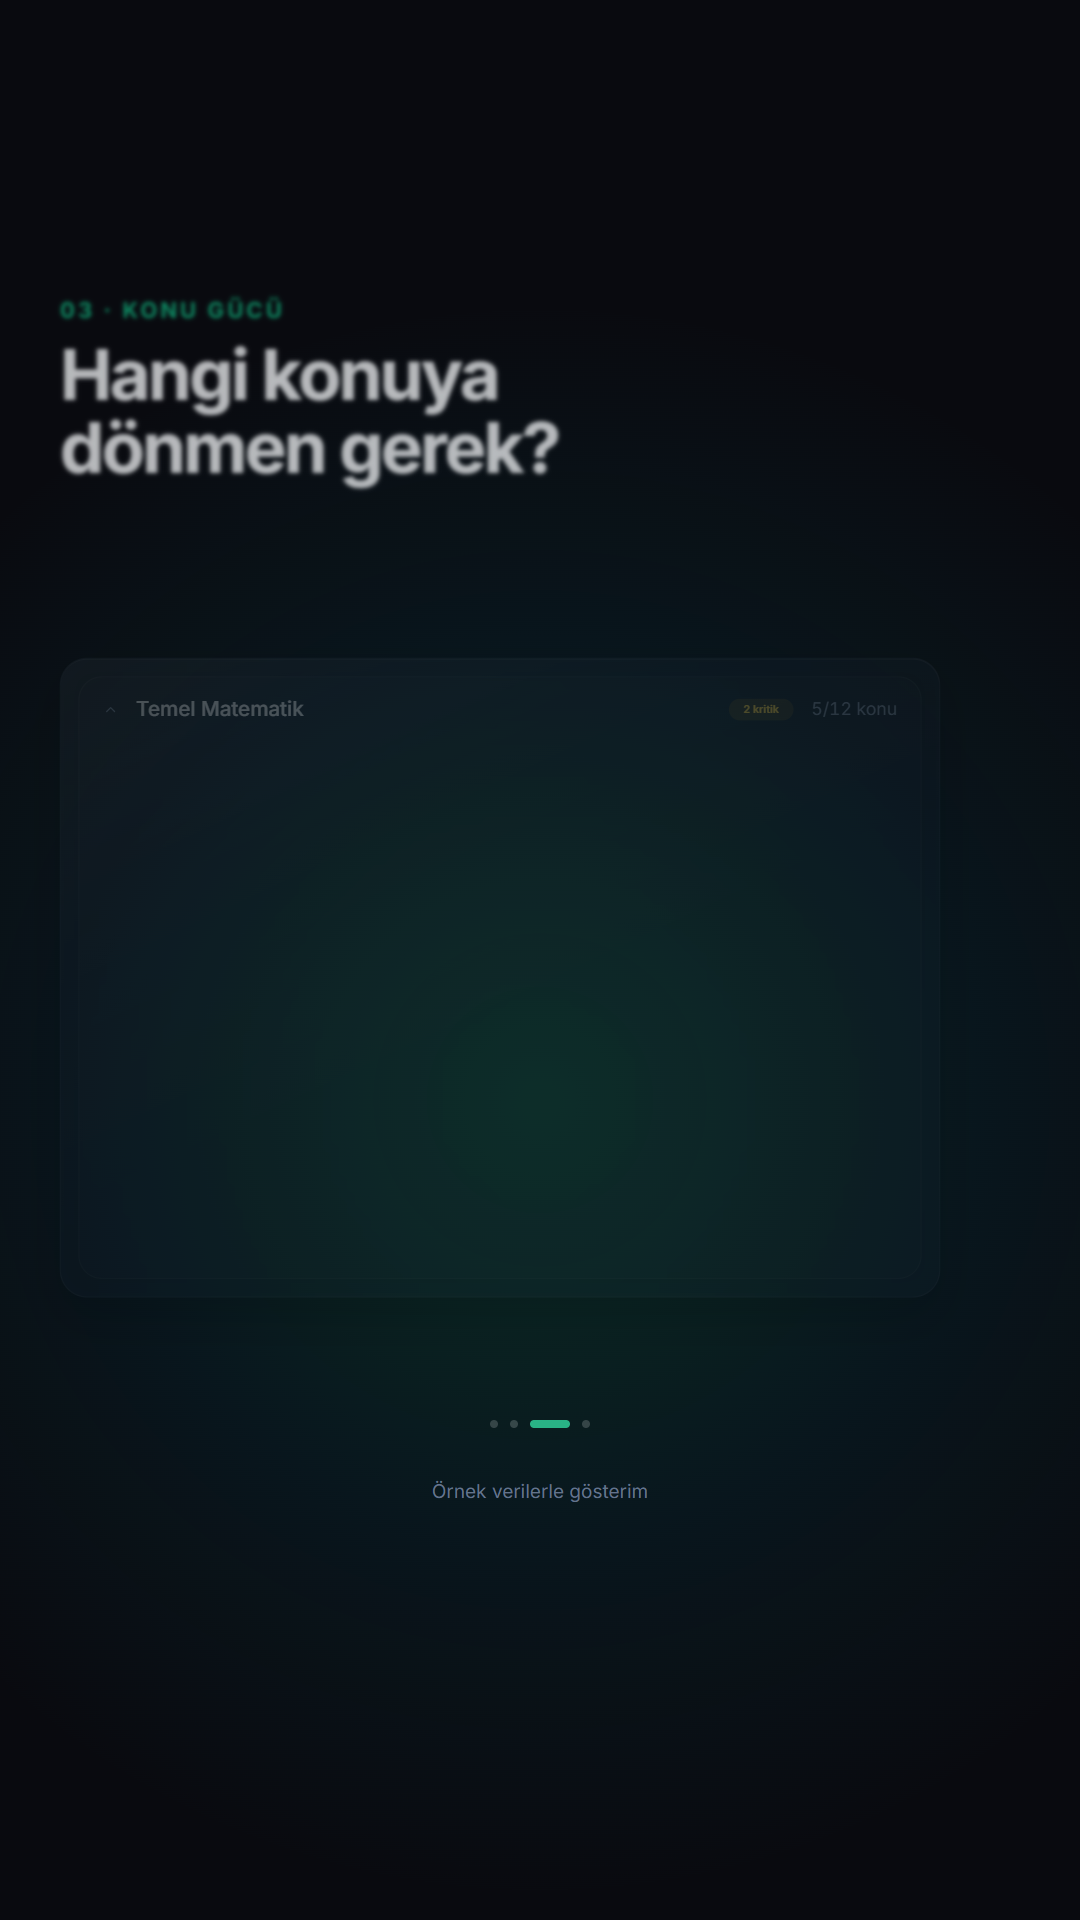 03 · KONU GÜCÜ
Hangi konuya
dönmen gerek?
Temel Matematik
2 kritik
5/12 konu
Örnek verilerle gösterim